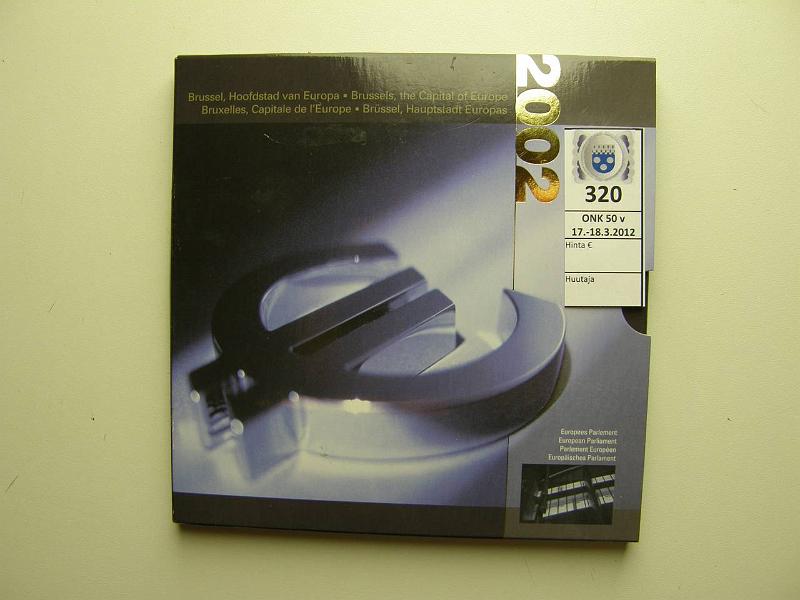 Brussel, Hoofdstad van Europa ▪ Brussels, the Capital of Europe
Bruxelles, Capitale de l'Europe ▪ Brüssel, Hauptstadt Europas
2002
320
ONK 50 v
17.-18.3.2012
Hinta €
Huutaja
Europees Parlement
European Parliament
Parlement Européen
Europäisches Parlament